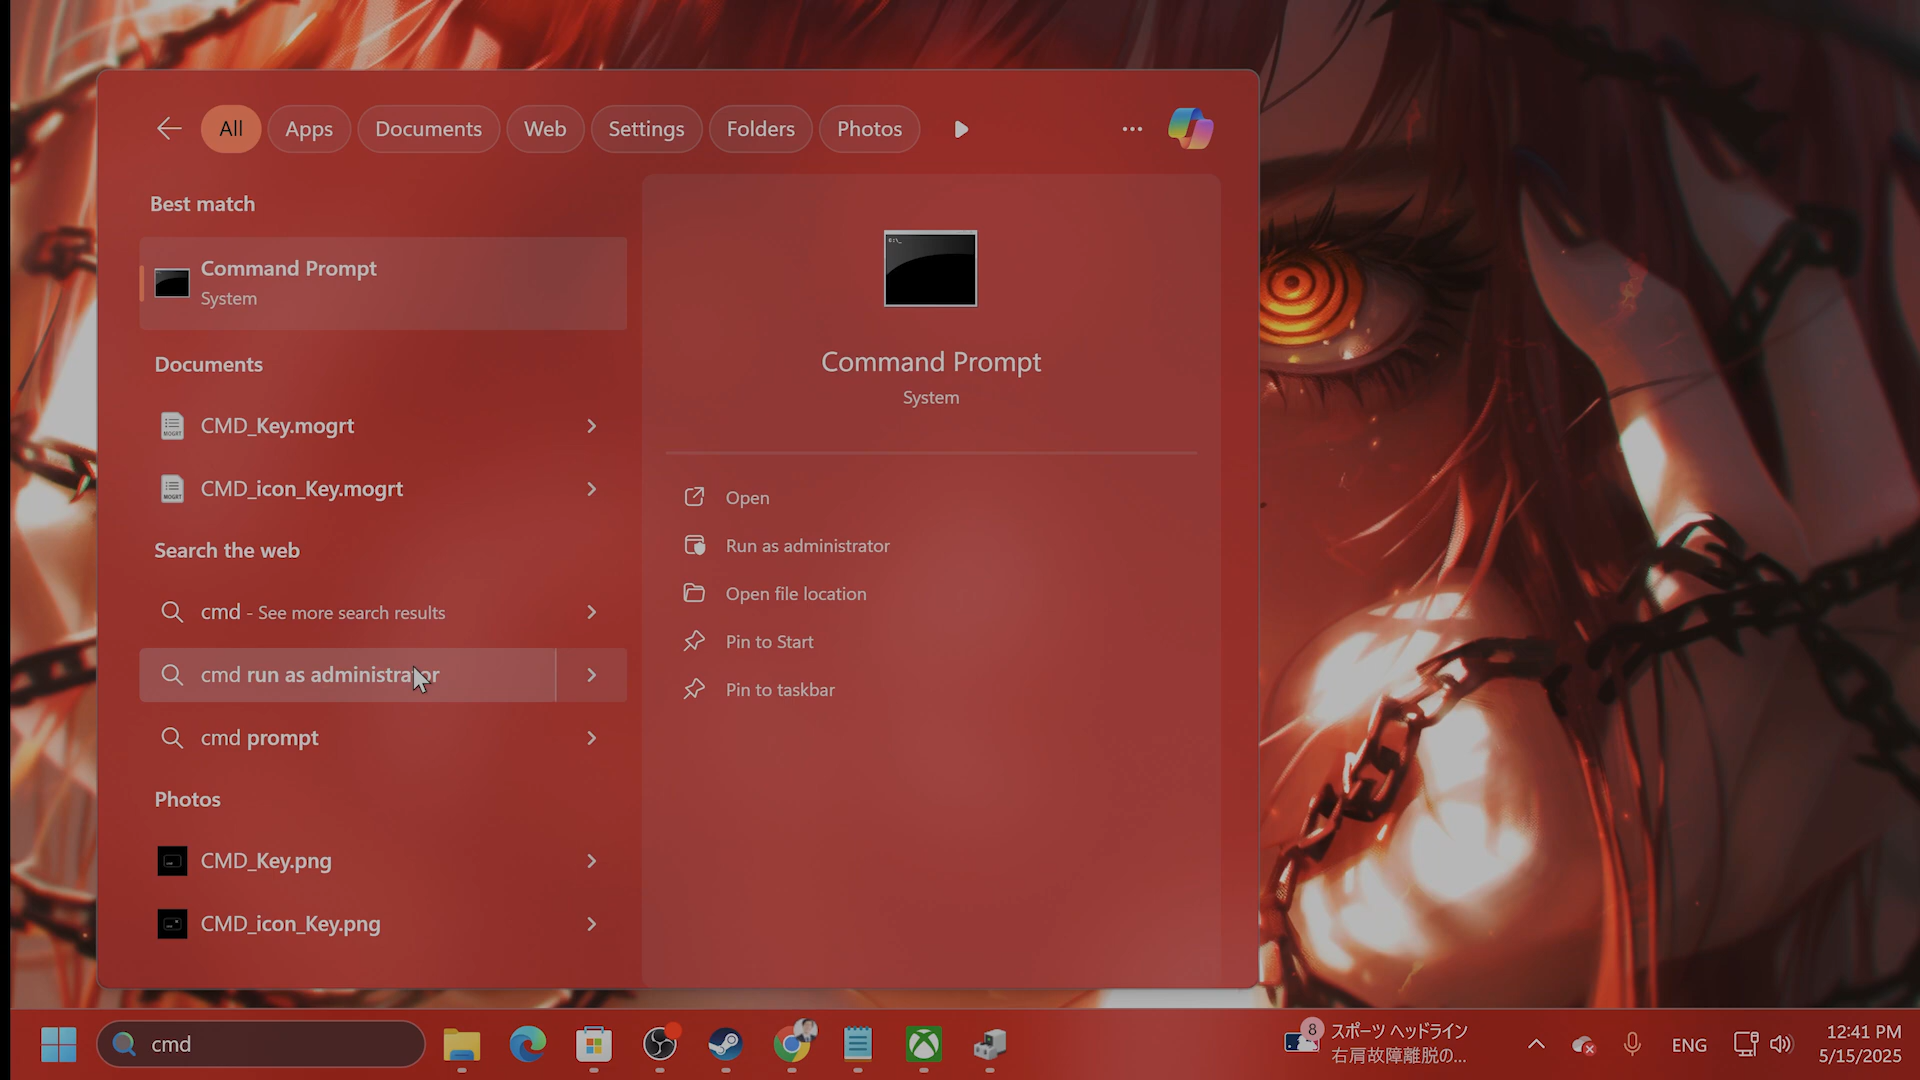 All
Apps
Documents
Web
Settings
Folders
Photos
Best match
Command Prompt
System
Documents
CMD_Key.mogrt
CMD_icon_Key.mogrt
Search the web
cmd - See more search results
cmd run as administrator
cmd prompt
Photos
CMD_Key.png
CMD_icon_Key.png
Command Prompt
System
Open
Run as administrator
Open file location
Pin to Start
Pin to taskbar
cmd
8
スポーツ ヘッドライン
右肩故障離脱の...
ENG
12:41 PM
5/15/2025